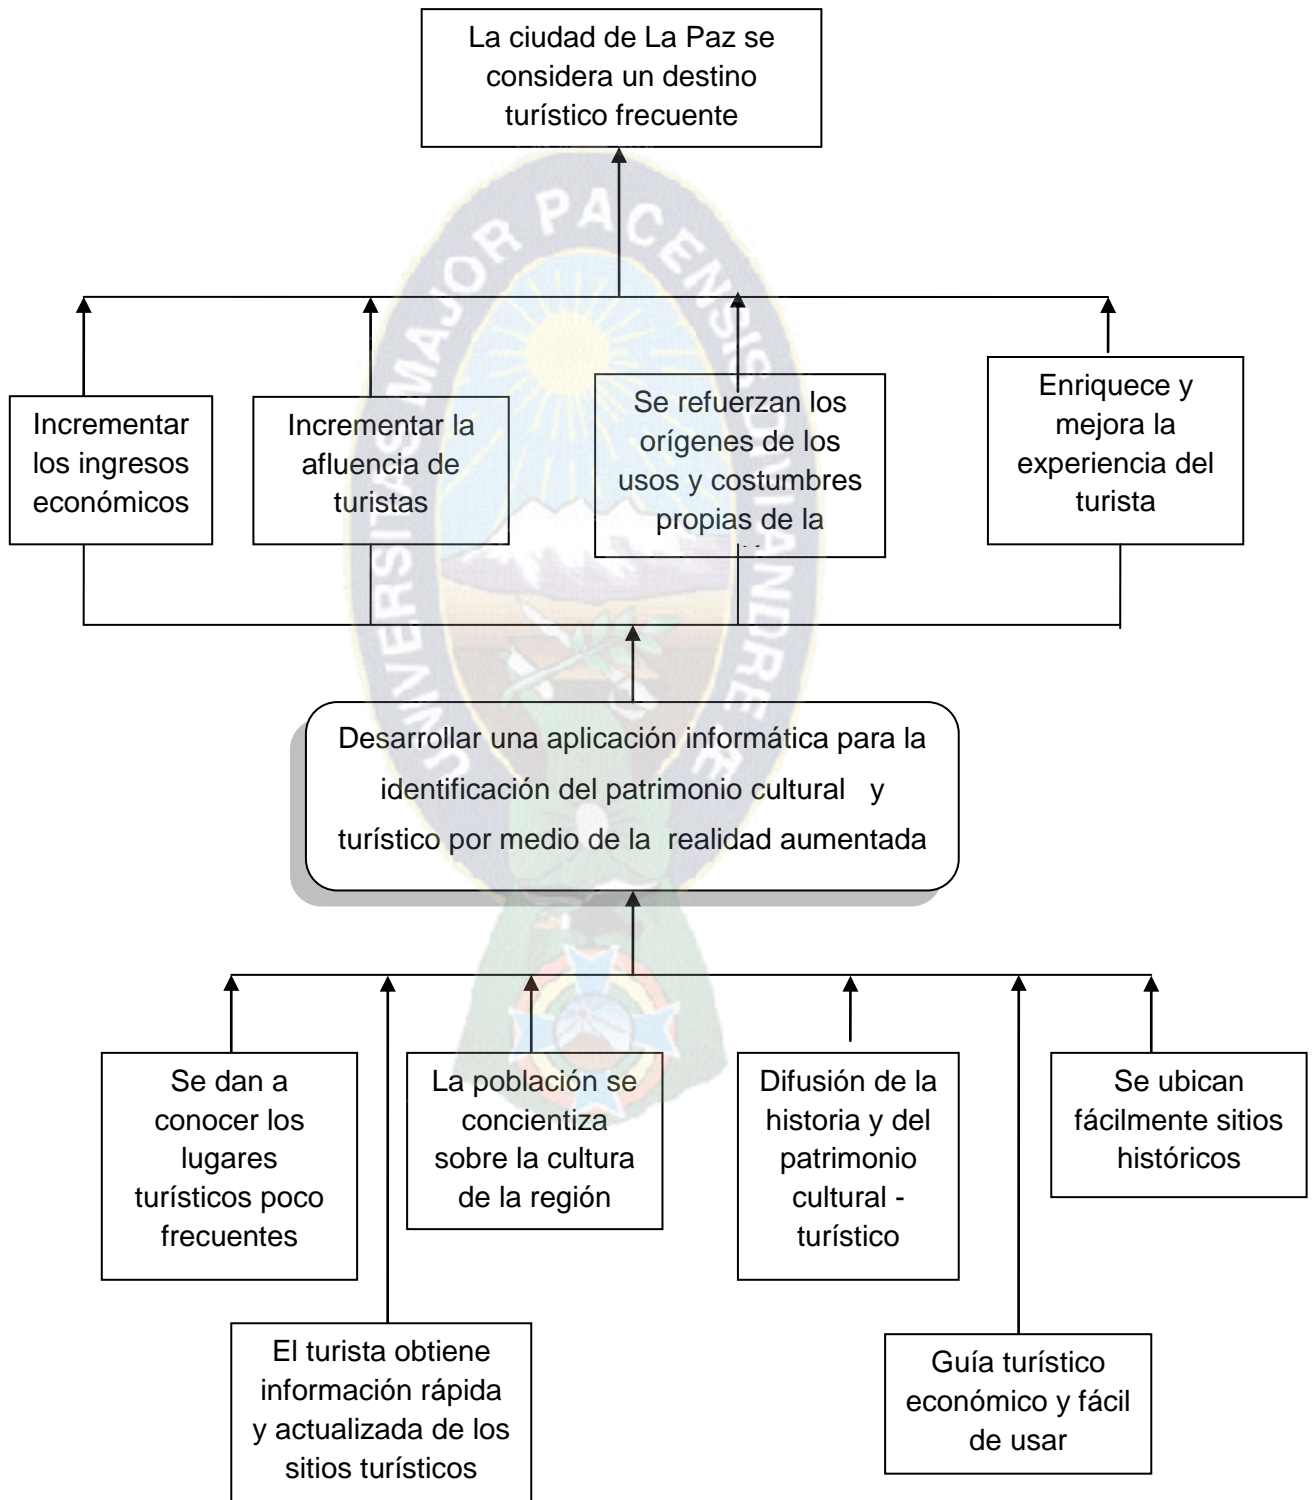 La ciudad de La Paz se
considera un destino
turístico frecuente
UNIVERSITAS MAJOR PACENSIS DIVI ANDRE Æ
Incrementar
los ingresos
económicos
Incrementar la
afluencia de
turistas
Se refuerzan los
orígenes de los
usos y costumbres
propias de la
Enriquece y
mejora la
experiencia del
turista
Desarrollar una aplicación informática para la
identificación del patrimonio cultural y
turístico por medio de la realidad aumentada
Se dan a
conocer los
lugares
turísticos poco
frecuentes
La población se
concientiza
sobre la cultura
de la región
Difusión de la
historia y del
patrimonio
cultural -
turístico
Se ubican
fácilmente sitios
históricos
El turista obtiene
información rápida
y actualizada de los
sitios turísticos
Guía turístico
económico y fácil
de usar